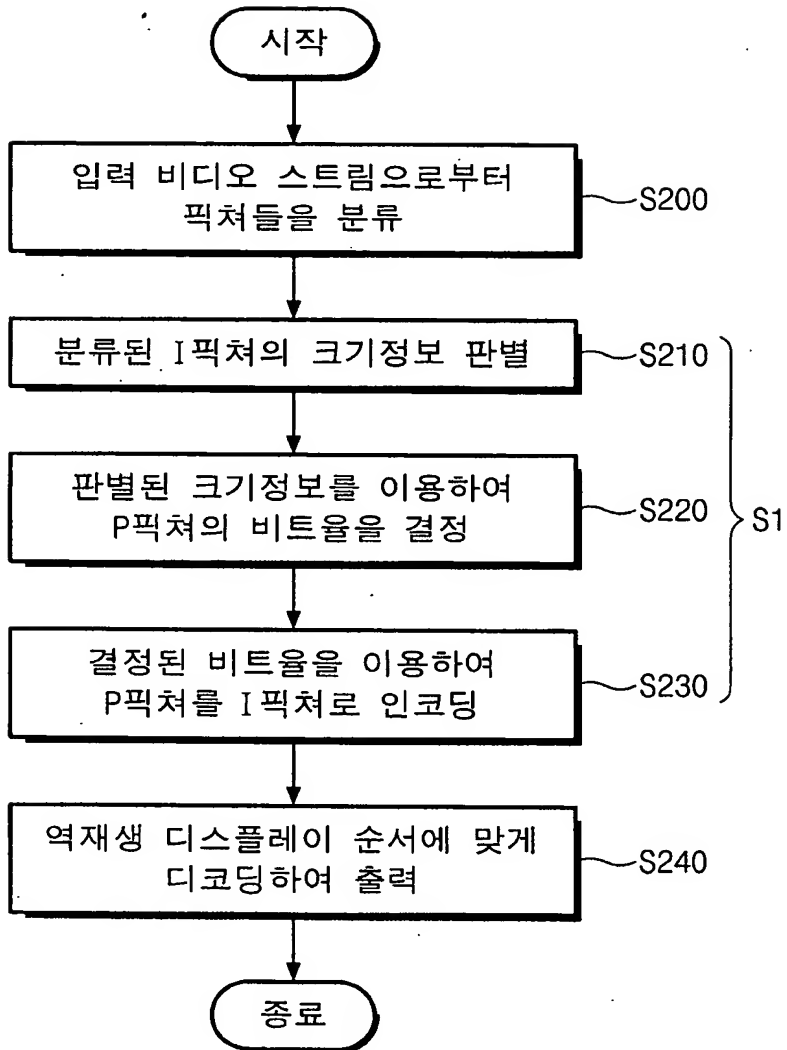 시작
입력 비디오 스트림으로부터
픽쳐들을 분류
S200
분류된 I픽쳐의 크기정보 판별
S210
판별된 크기정보를 이용하여
P픽쳐의 비트율을 결정
S220
S1
결정된 비트율을 이용하여
P픽쳐를 I픽쳐로 인코딩
S230
역재생 디스플레이 순서에 맞게
디코딩하여 출력
S240
종료